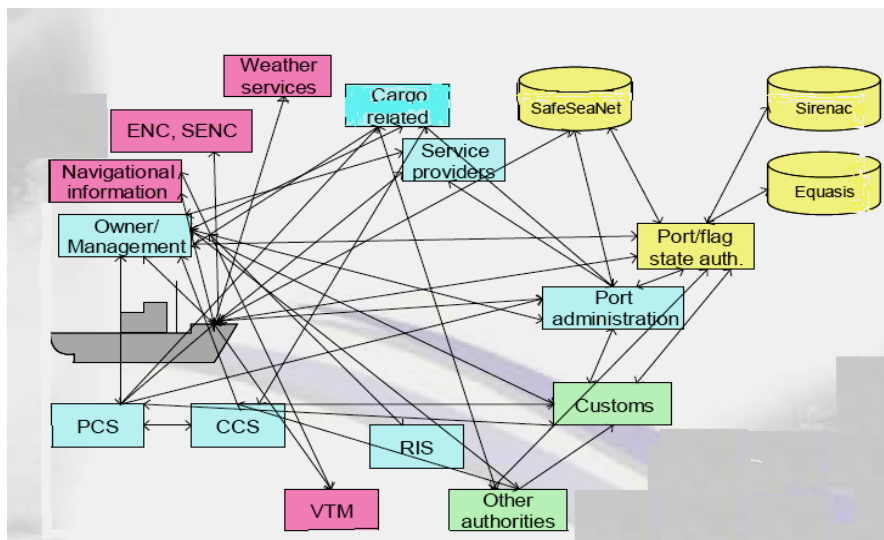 Weather
services
Cargo
related
SafeSeaNet
Sirenac
ENC, SENC
Service
providers
Navigational
information
Equasis
Owner/
Management
Port/flag
state auth.
Port
administration
Customs
PCS
CCS
RIS
VTM
Other
authorities